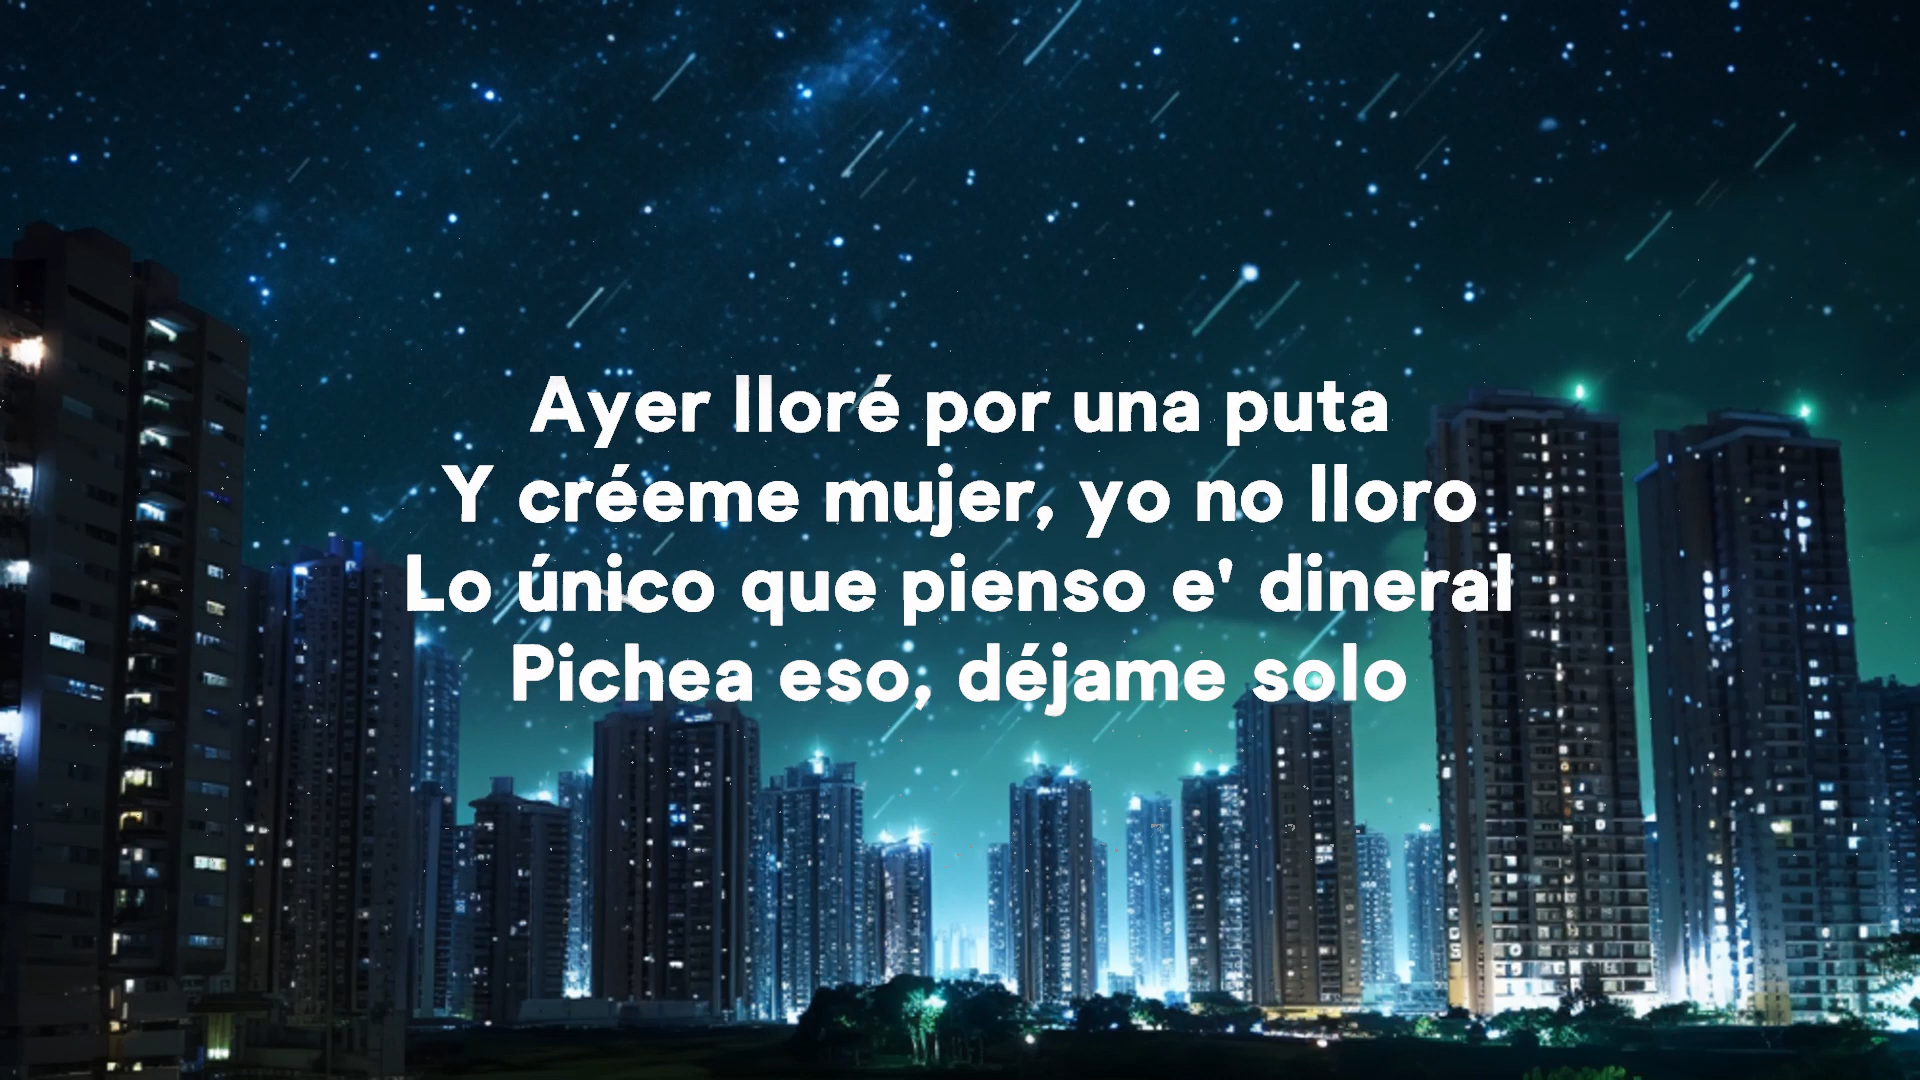 Ayer lloré por una puta
Y créeme mujer, yo no lloro
Lo único que pienso e' dineral
Pichea eso, déjame solo